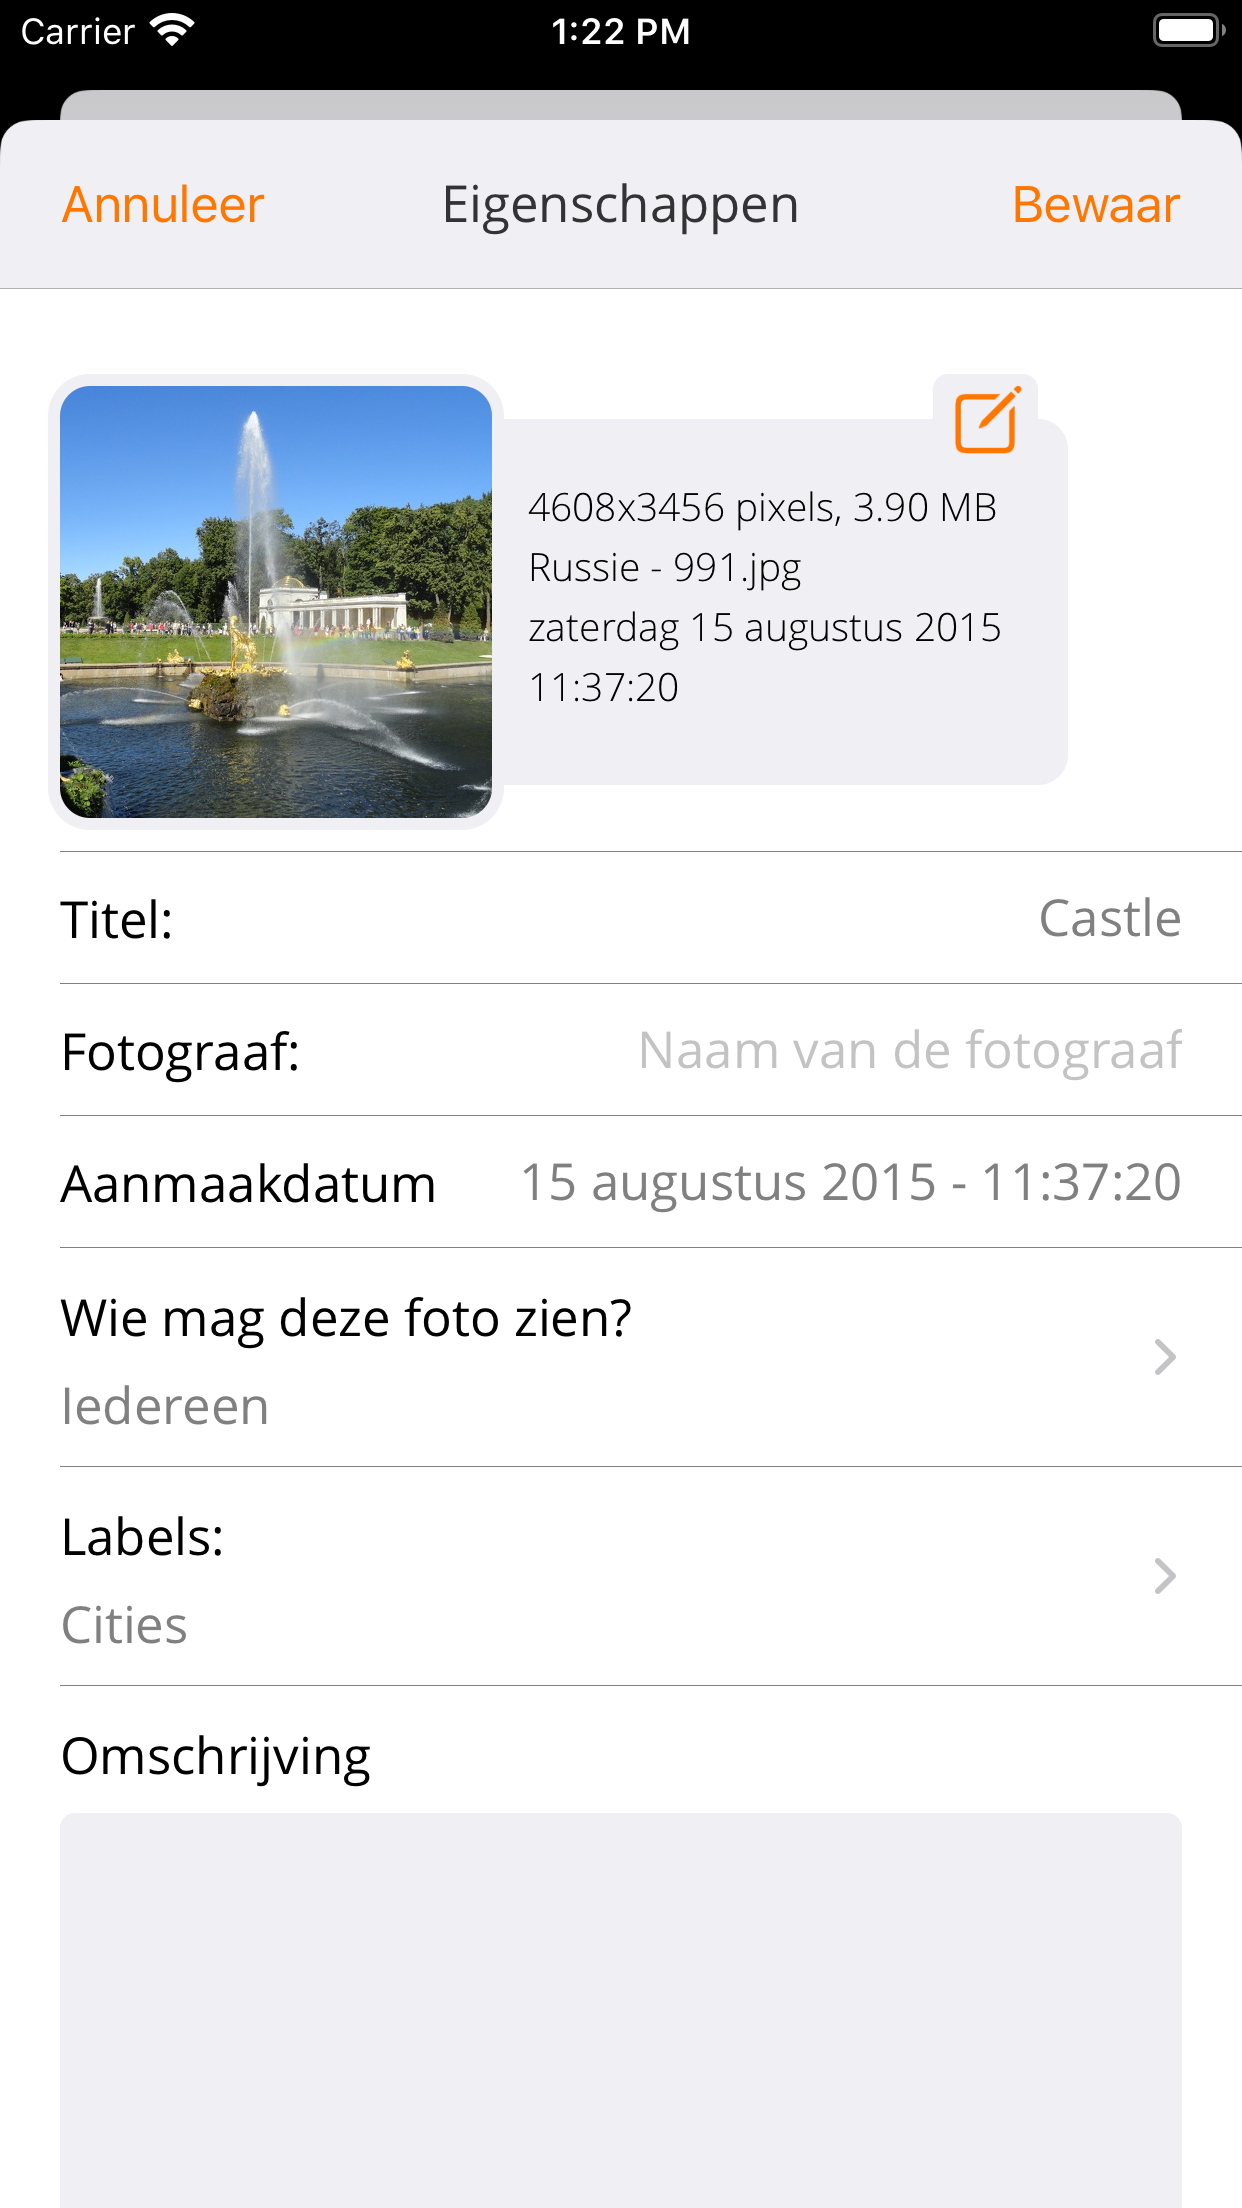 Carrier 1:22 PM
Annuleer Eigenschappen Bewaar
4608x3456 pixels, 3.90 MB
Russie - 991.jpg
zaterdag 15 augustus 2015
11:37:20
Titel: Castle
Fotograaf: Naam van de fotograaf
Aanmaakdatum 15 augustus 2015 - 11:37:20
Wie mag deze foto zien?
Iedereen
Labels:
Cities
Omschrijving